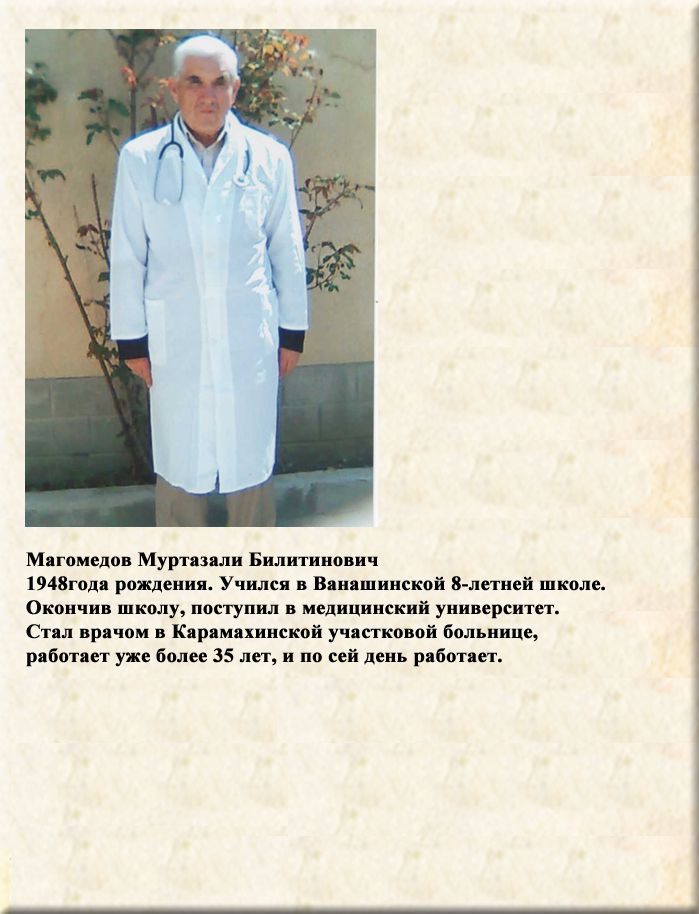 Магомедов Муртазали Билитинович
1948года рождения. Учился в Ванашинской 8-летней школе.
Окончив школу, поступил в медицинский университет.
Стал врачом в Карамахинской участковой больнице,
работает уже более 35 лет, и по сей день работает.